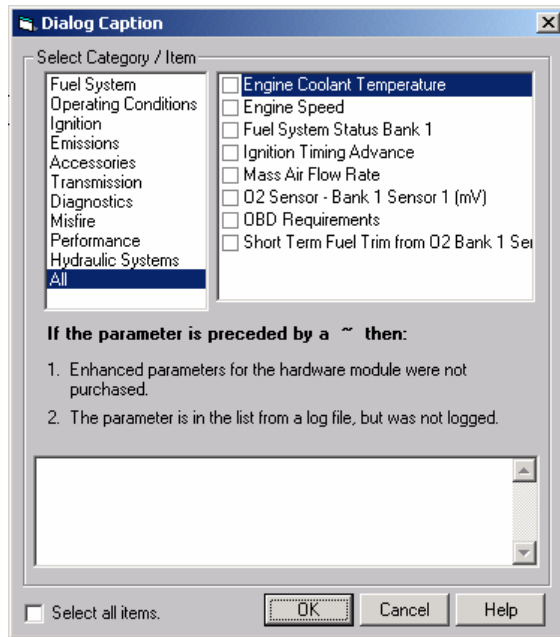 Dialog Caption
Select Category / Item
Fuel System
Operating Conditions
Ignition
Emissions
Accessories
Transmission
Diagnostics
Misfire
Performance
Hydraulic Systems
All
Engine Coolant Temperature
Engine Speed
Fuel System Status Bank 1
Ignition Timing Advance
Mass Air Flow Rate
O2 Sensor - Bank 1 Sensor 1 (mV)
OBD Requirements
Short Term Fuel Trim from O2 Bank 1 Ser
If the parameter is preceded by a ~ then:
1. Enhanced parameters for the hardware module were not
purchased.
2. The parameter is in the list from a log file, but was not logged.
Select all items.
OK
Cancel
Help